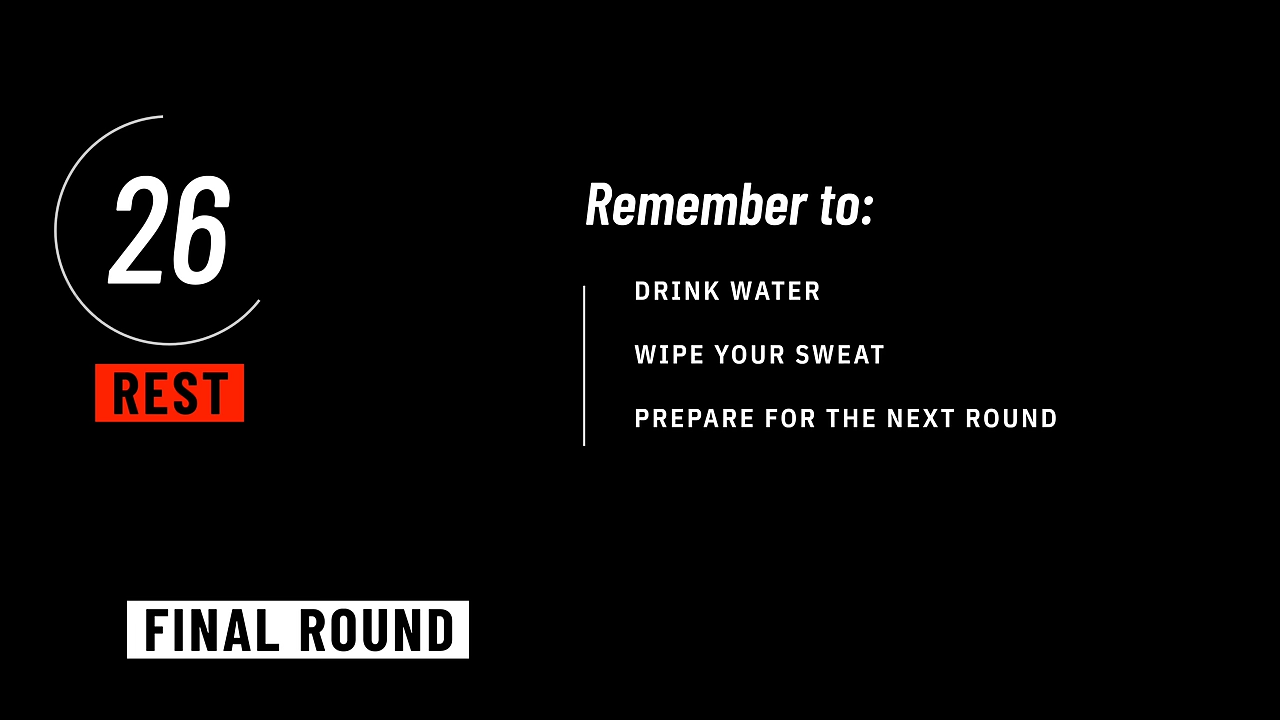 26
REST
Remember to:
DRINK WATER
WIPE YOUR SWEAT
PREPARE FOR THE NEXT ROUND
FINAL ROUND